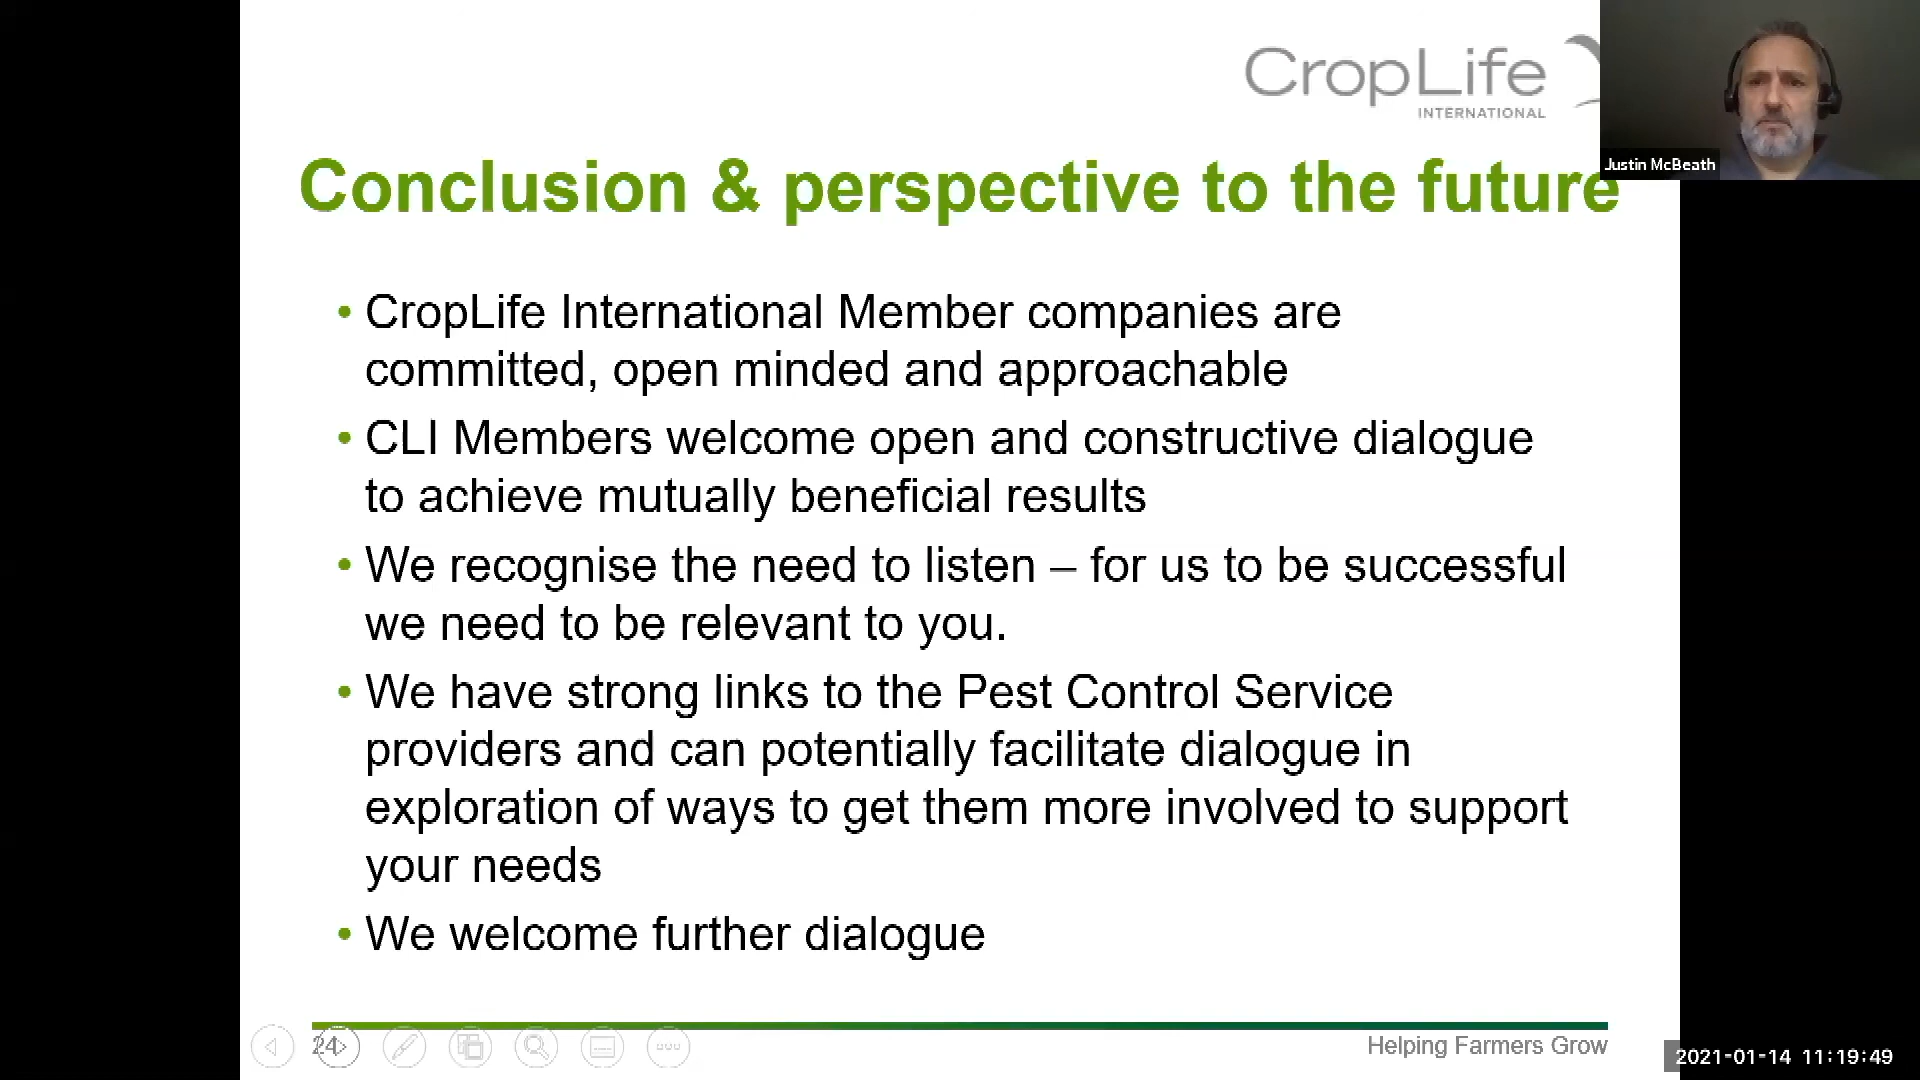 CropLife
INTERNATIONAL
Justin McBeath
Conclusion & perspective to the future
• CropLife International Member companies are
committed, open minded and approachable
• CLI Members welcome open and constructive dialogue
to achieve mutually beneficial results
• We recognise the need to listen – for us to be successful
we need to be relevant to you.
• We have strong links to the Pest Control Service
providers and can potentially facilitate dialogue in
exploration of ways to get them more involved to support
your needs
• We welcome further dialogue
24
Helping Farmers Grow
2021-01-14 11:19:49